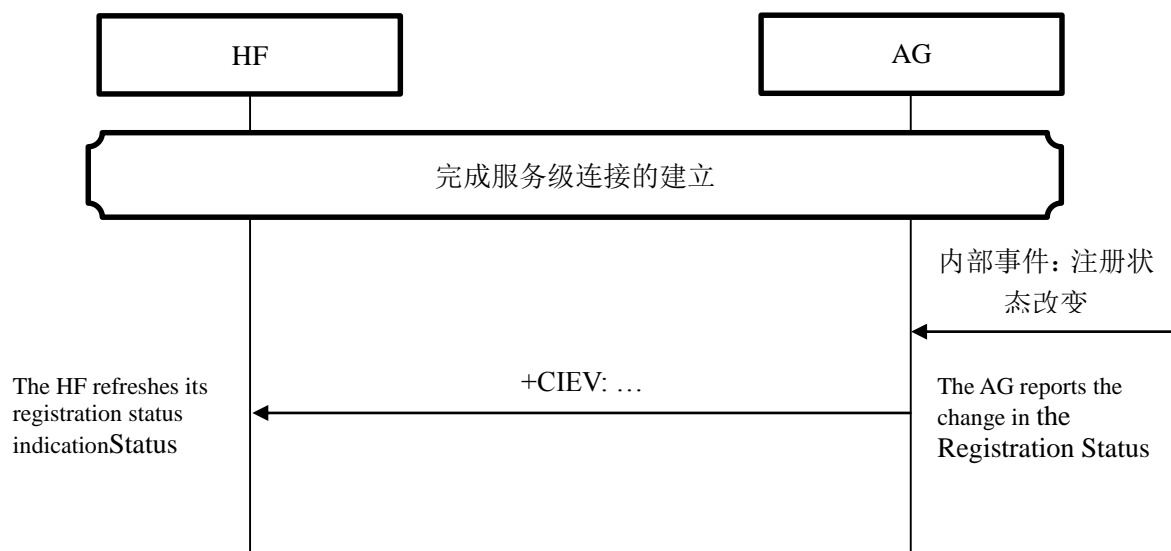 HF
AG
完成服务级连接的建立
内部事件：注册状
态改变
+CIEV: …
The HF refreshes its
registration status
indicationStatus
The AG reports the
change in the
Registration Status